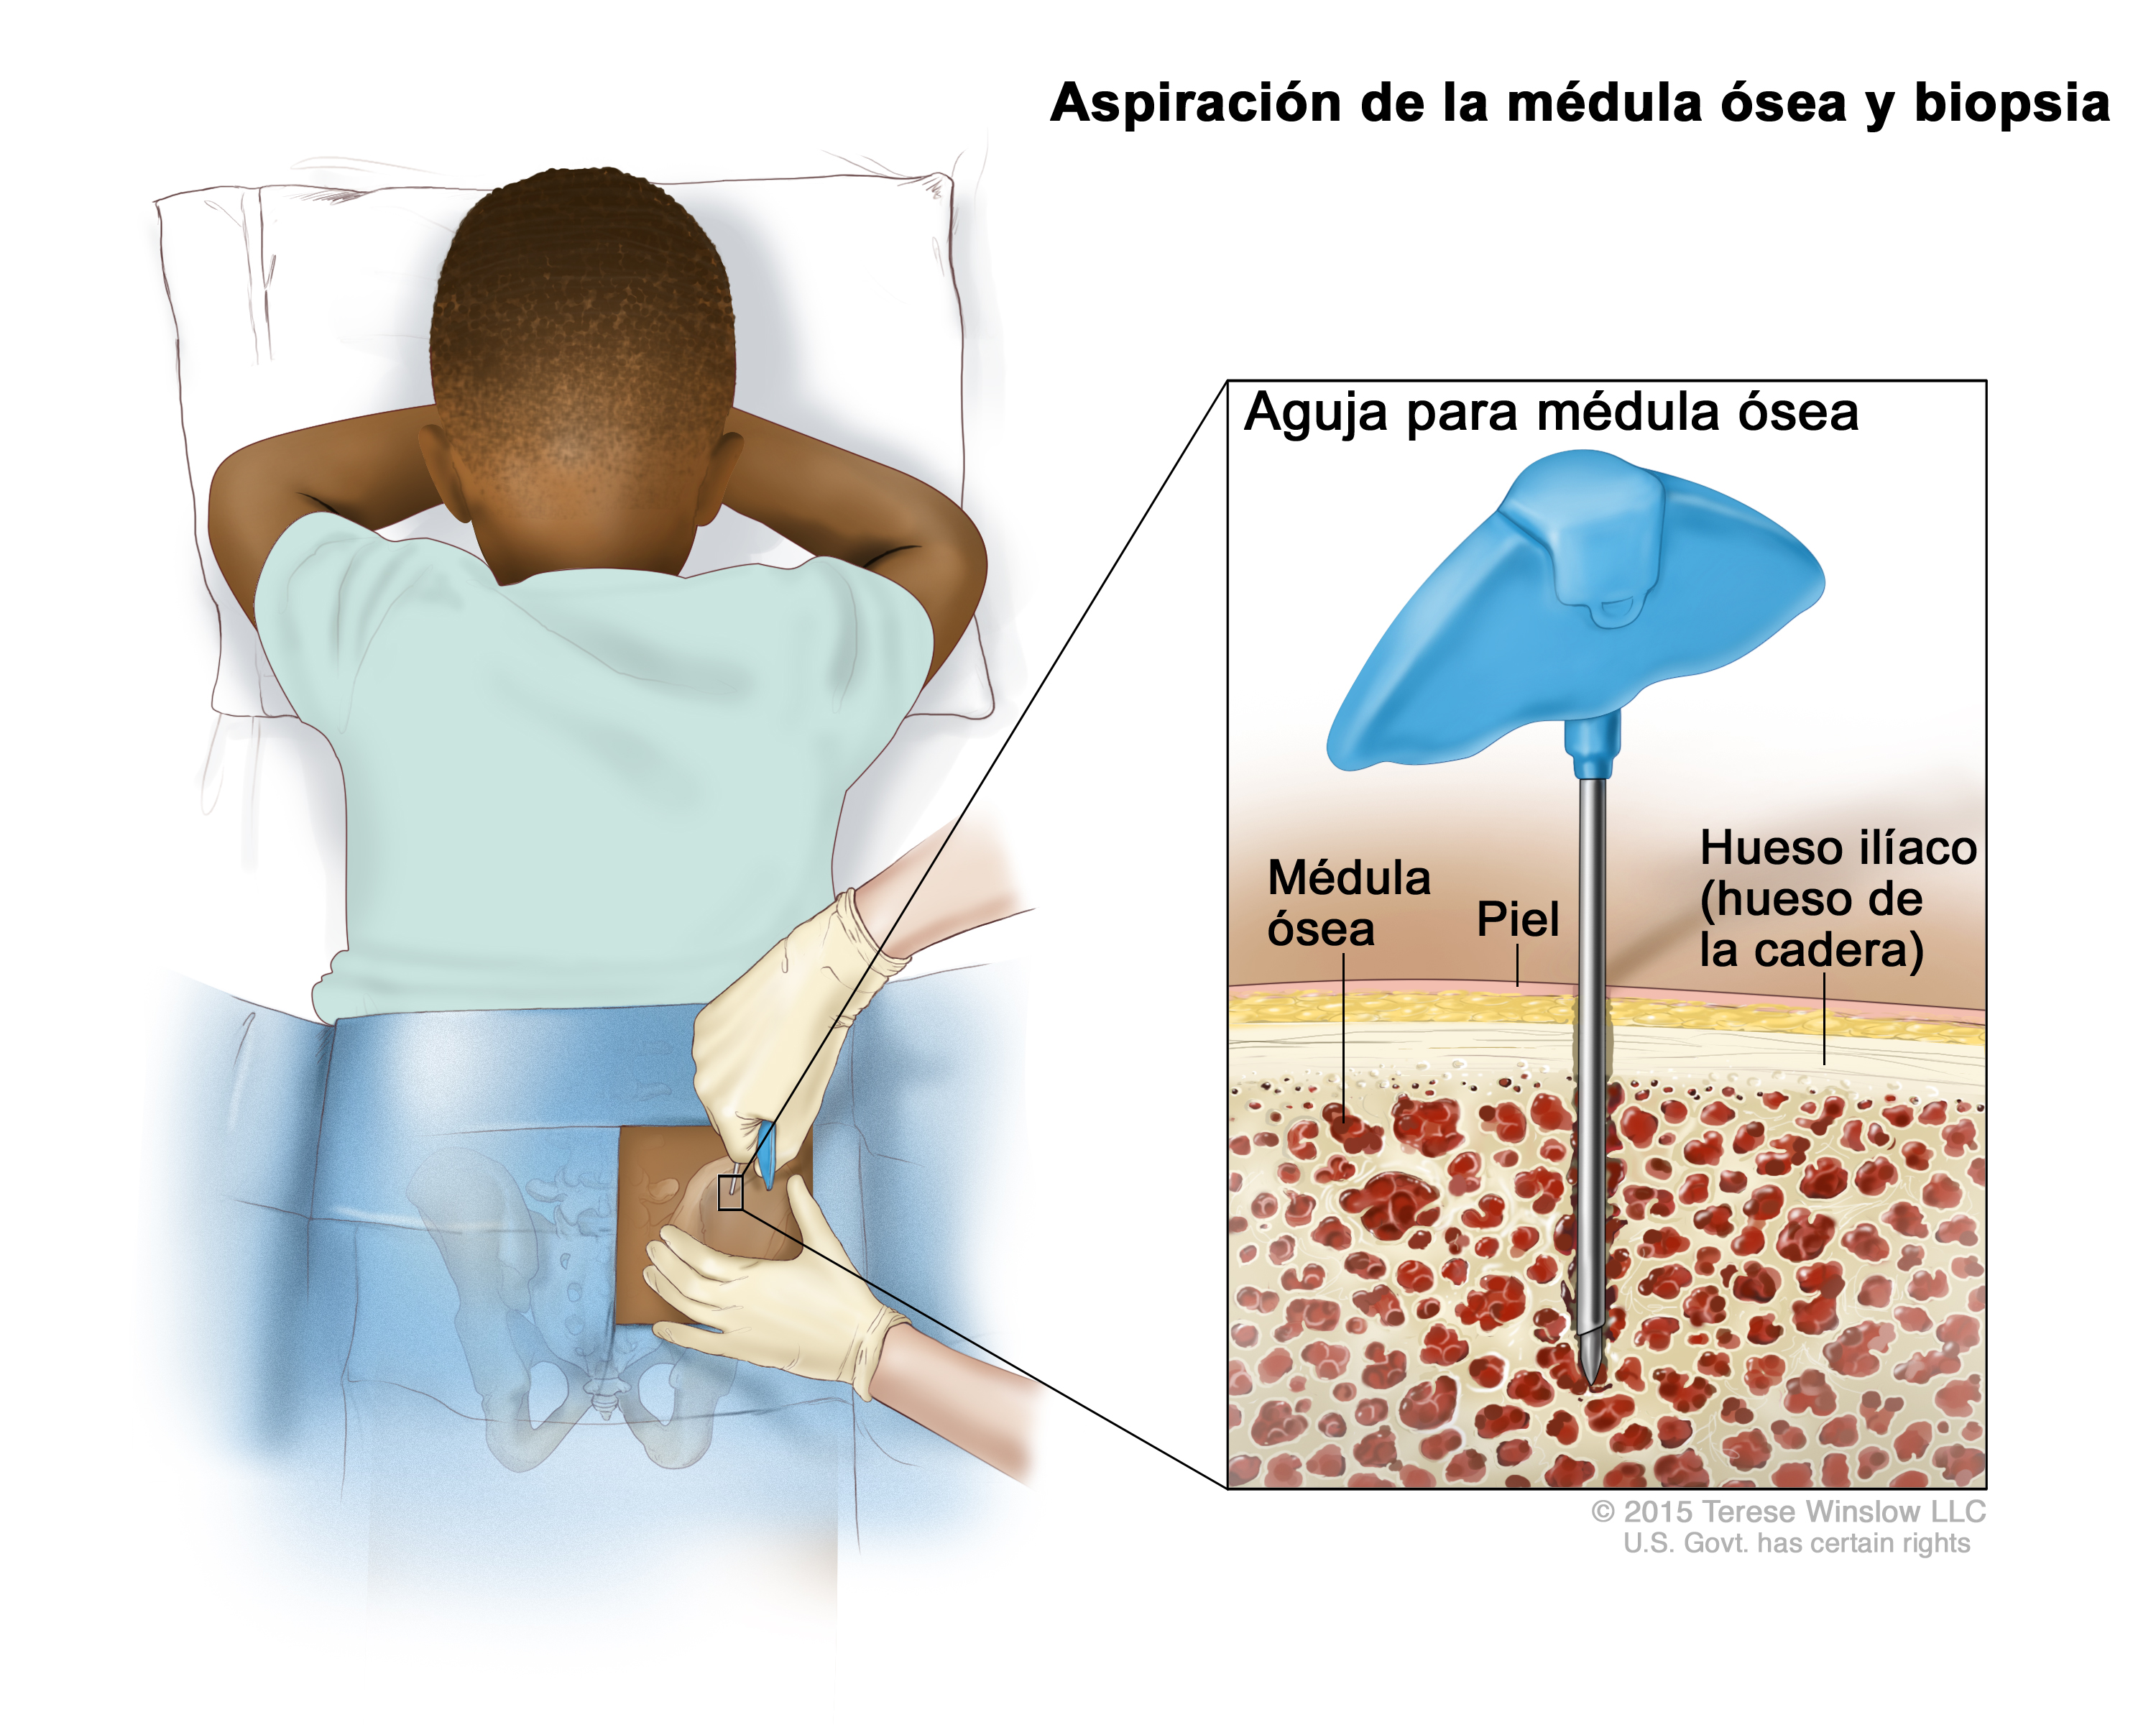 Aspiración de la médula ósea y biopsia
Aguja para médula ósea
Médula
ósea
Piel
Hueso ilíaco
(hueso de
la cadera)
© 2015 Terese Winslow LLC
U.S. Govt. has certain rights